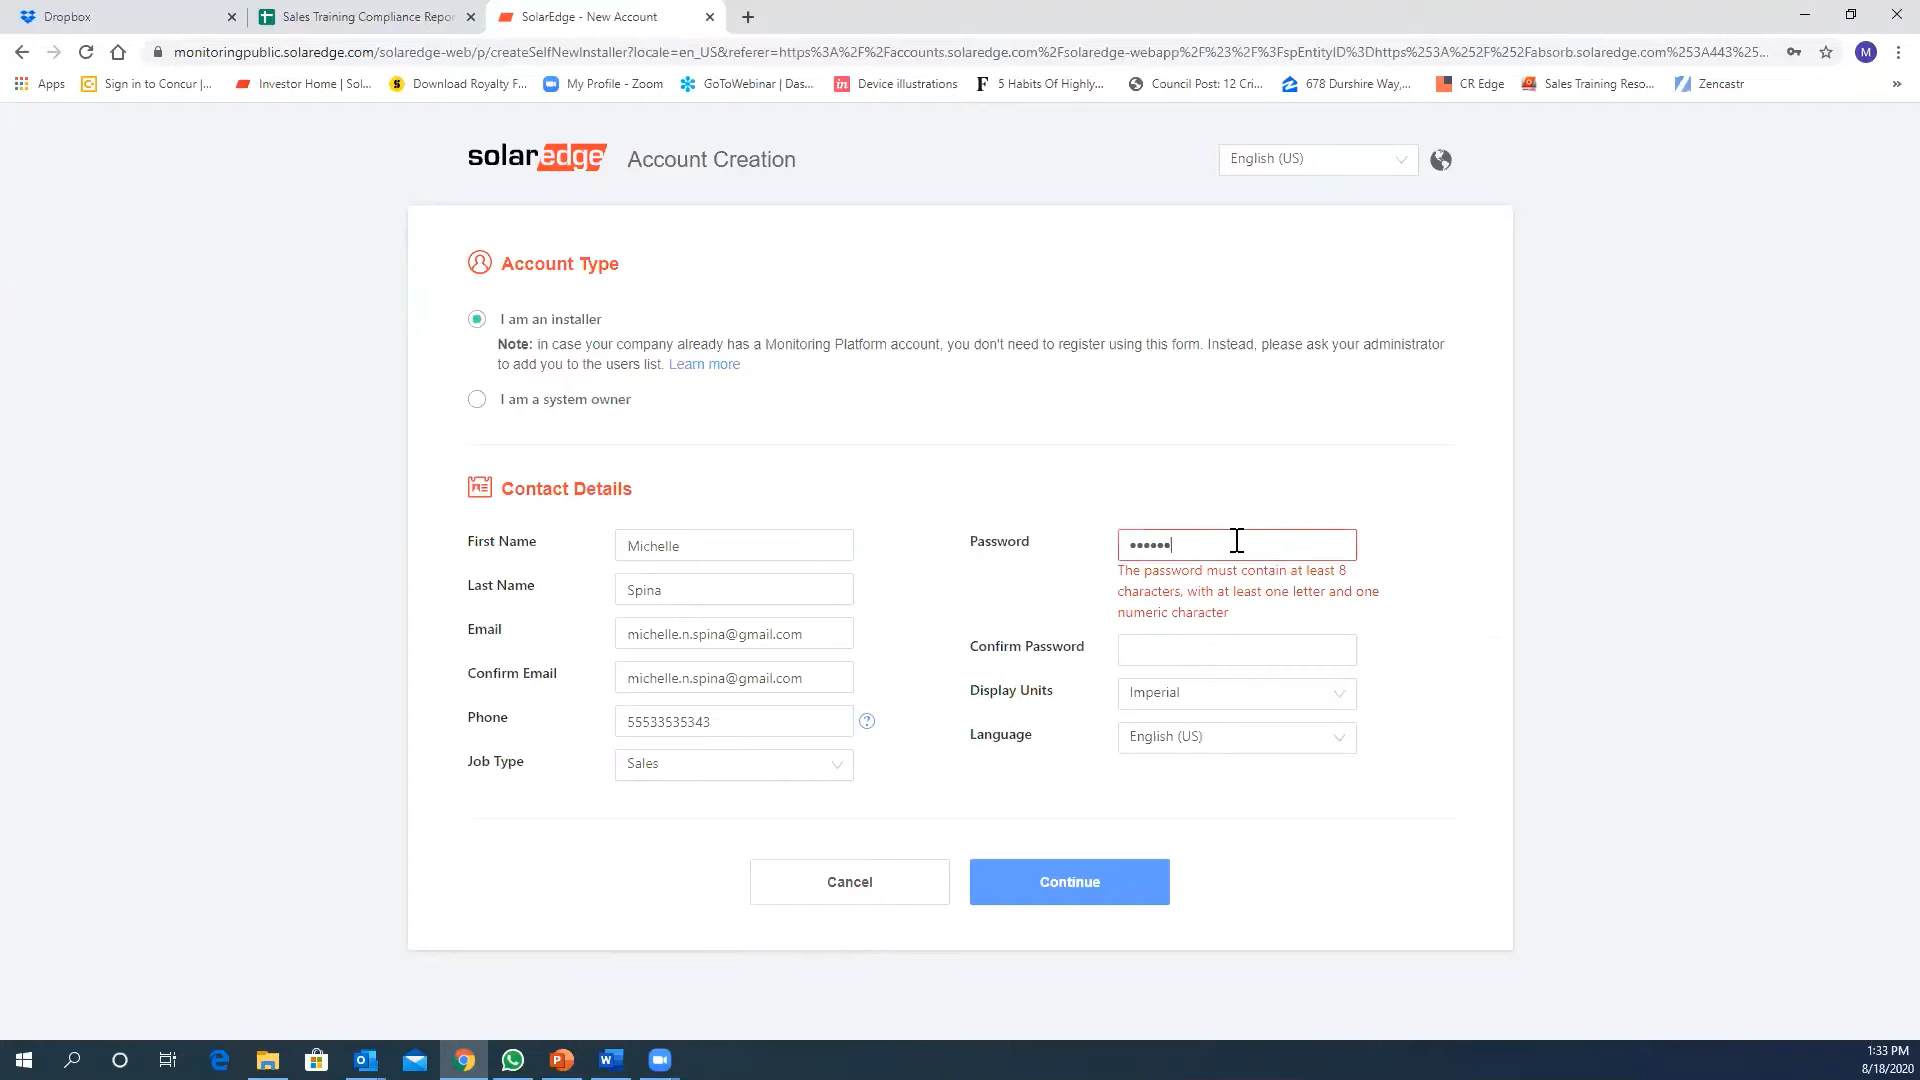 Dropbox
Sales Training Compliance Repor
SolarEdge - New Account
monitoringpublic.solaredge.com/solaredge-web/p/createSelfNewInstaller?locale=en_US&referer=https%3A%2F%2Faccounts.solaredge.com%2Fsolaredge-webapp%2F%23%2F%3FspEntityID%3Dhttps%253A%252F%252Fabsorb.solaredge.com%253A443%25...
M
Apps
Sign in to Concur |...
Investor Home | Sol...
Download Royalty F...
My Profile - Zoom
GoToWebinar | Das...
Device illustrations
5 Habits Of Highly...
Council Post: 12 Cri...
678 Durshire Way,...
CR Edge
Sales Training Reso...
Zencastr
solaredge
Account Creation
English (US)
Account Type
I am an installer
Note: in case your company already has a Monitoring Platform account, you don't need to register using this form. Instead, please ask your administrator
to add you to the users list. Learn more
I am a system owner
Contact Details
First Name
Michelle
Last Name
Spina
Email
michelle.n.spina@gmail.com
Confirm Email
michelle.n.spina@gmail.com
Phone
55533535343
Job Type
Sales
Password
••••••
The password must contain at least 8
characters, with at least one letter and one
numeric character
Confirm Password
Display Units
Imperial
Language
English (US)
Cancel
Continue
1:33 PM
8/18/2020